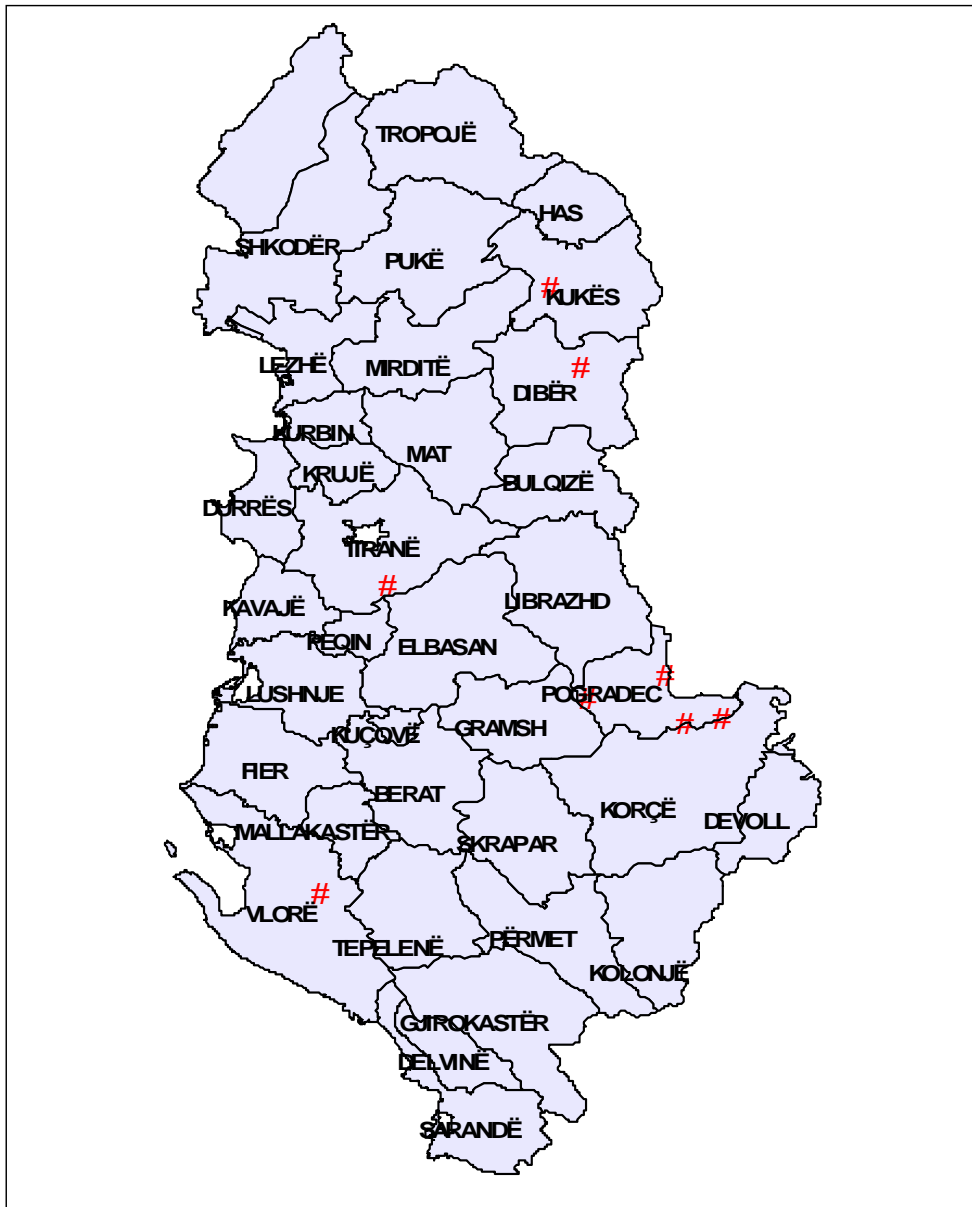 TROPOJË
HAS
SHKODËR
PUKË
#
KUKËS
LEZHË
MIRDITË
#
DIBËR
KURBIN
MAT
KRUJË
BULQIZË
DURRËS
TIRANË
#
KAVAJË
LIBRAZHD
PEQIN
ELBASAN
#
LUSHNJE
POGRADEC
#
#
#
KUÇOVË
GRAMSH
FIER
BERAT
KORÇË
DEVOLL
MALLAKASTËR
SKRAPAR
#
VLORË
TEPELENË
PËRMET
KOLONJË
GJIROKASTËR
DELVINË
SARANDË